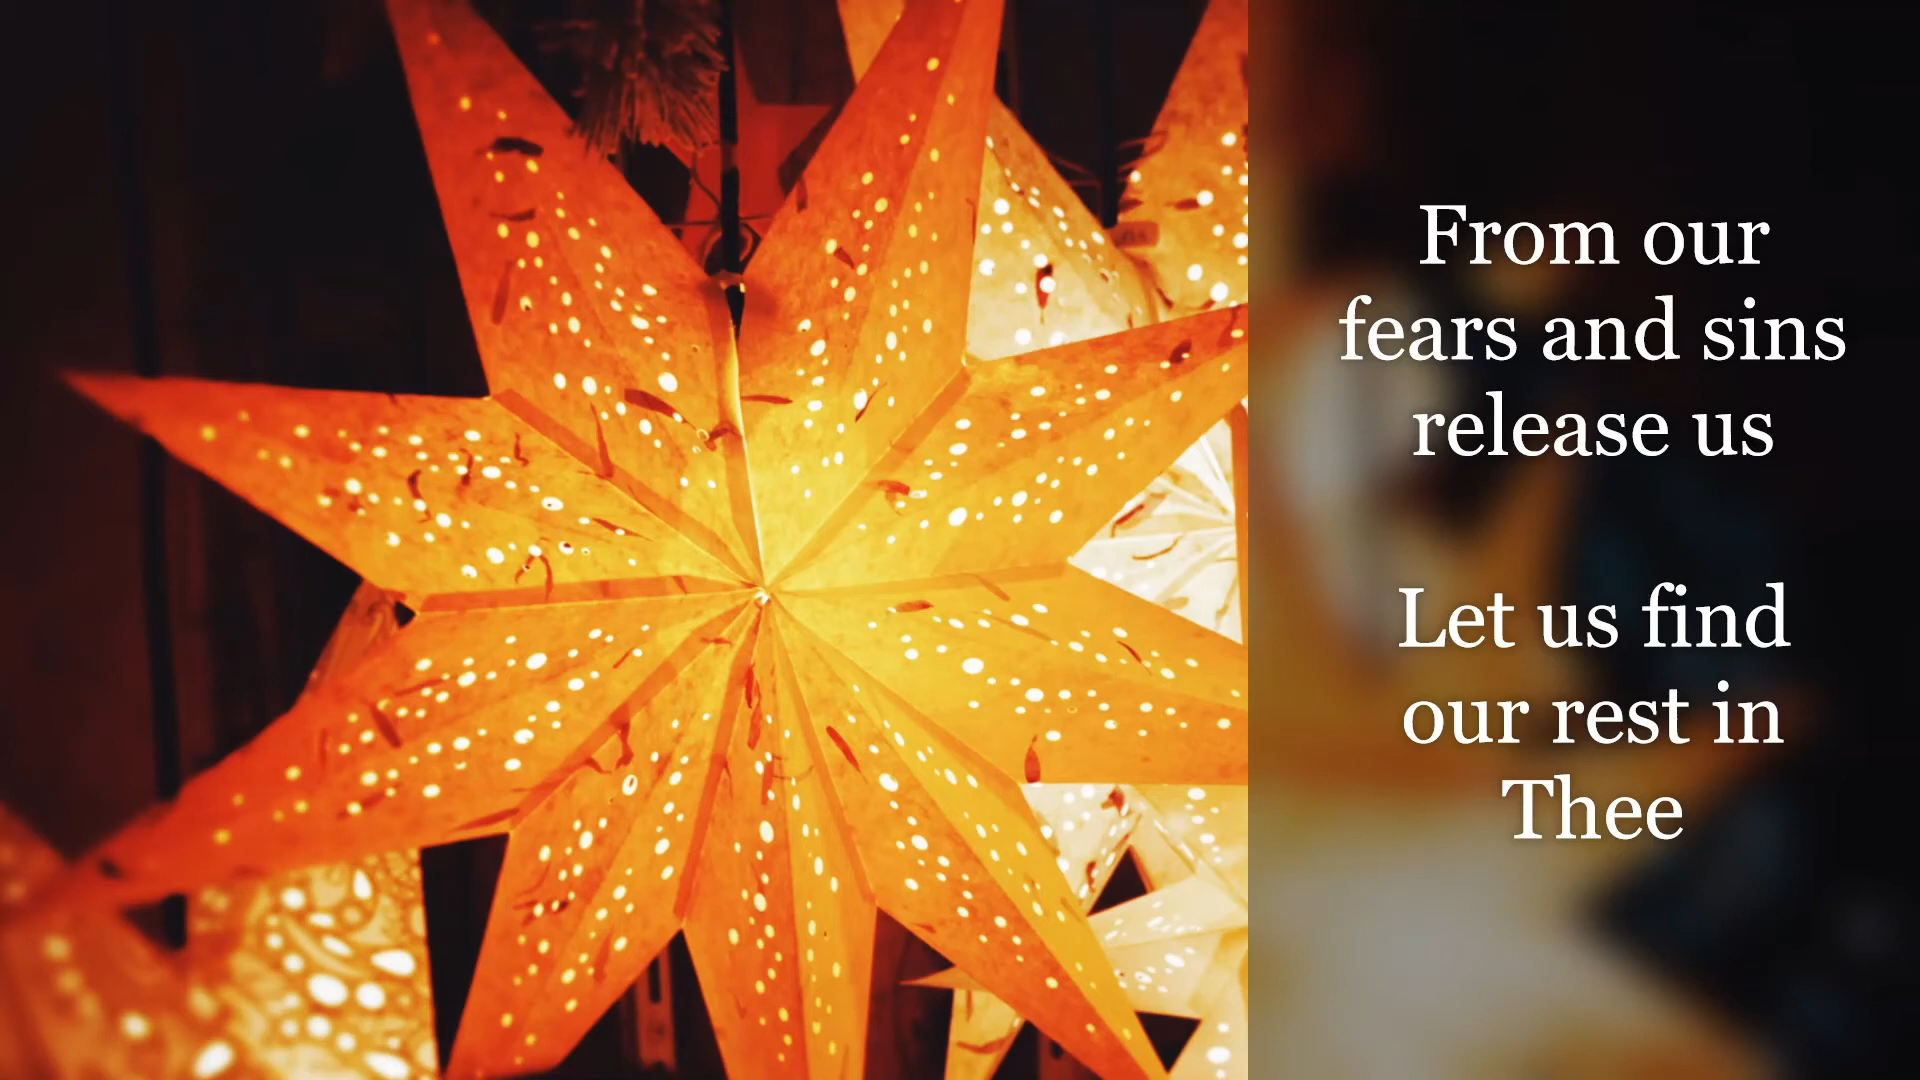 From our
fears and sins
release us
Let us find
our rest in
Thee